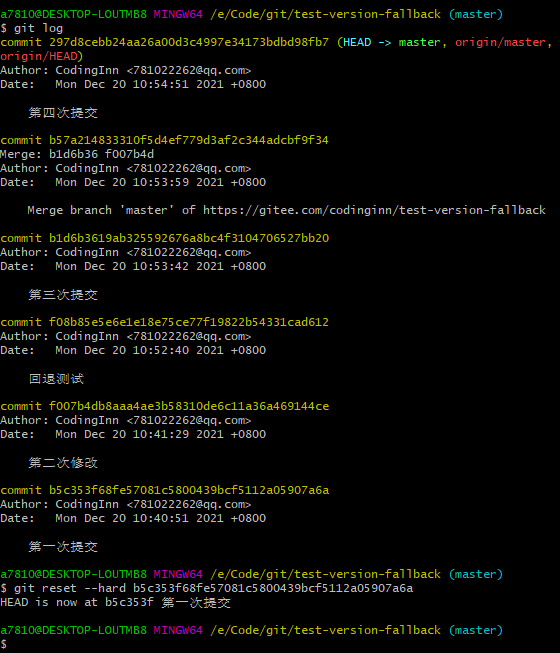 a7810@DESKTOP-LOUTMB8 MINGW64 /e/Code/git/test-version-fallback (master)
$ git log
commit 297d8cebb24aa26a00d3c4997e34173bdbd98fb7 (HEAD -> master, origin/master,
origin/HEAD)
Author: CodingInn <781022262@qq.com>
Date:   Mon Dec 20 10:54:51 2021 +0800
第四次提交
commit b57a214833310f5d4ef779d3af2c344adcbf9f34
Merge: b1d6b36 f007b4d
Author: CodingInn <781022262@qq.com>
Date:   Mon Dec 20 10:53:59 2021 +0800
Merge branch 'master' of https://gitee.com/codinginn/test-version-fallback
commit b1d6b3619ab325592676a8bc4f3104706527bb20
Author: CodingInn <781022262@qq.com>
Date:   Mon Dec 20 10:53:42 2021 +0800
第三次提交
commit f08b85e5e6e1e18e75ce77f19822b54331cad612
Author: CodingInn <781022262@qq.com>
Date:   Mon Dec 20 10:52:40 2021 +0800
回退测试
commit f007b4db8aaa4ae3b58310de6c11a36a469144ce
Author: CodingInn <781022262@qq.com>
Date:   Mon Dec 20 10:41:29 2021 +0800
第二次修改
commit b5c353f68fe57081c5800439bcf5112a05907a6a
Author: CodingInn <781022262@qq.com>
Date:   Mon Dec 20 10:40:51 2021 +0800
第一次提交
a7810@DESKTOP-LOUTMB8 MINGW64 /e/Code/git/test-version-fallback (master)
$ git reset --hard b5c353f68fe57081c5800439bcf5112a05907a6a
HEAD is now at b5c353f 第一次提交
a7810@DESKTOP-LOUTMB8 MINGW64 /e/Code/git/test-version-fallback (master)
$